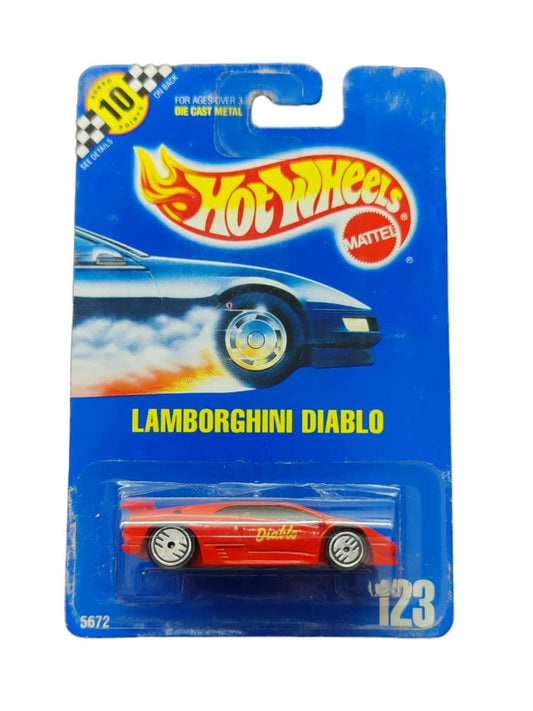 10
SPEED
POINTS
ON BACK
SEE DETAILS
FOR AGES OVER 3
DIE CAST METAL
HOT WHEELS®
MATTEL
®
LAMBORGHINI DIABLO
Diablo
123
5672